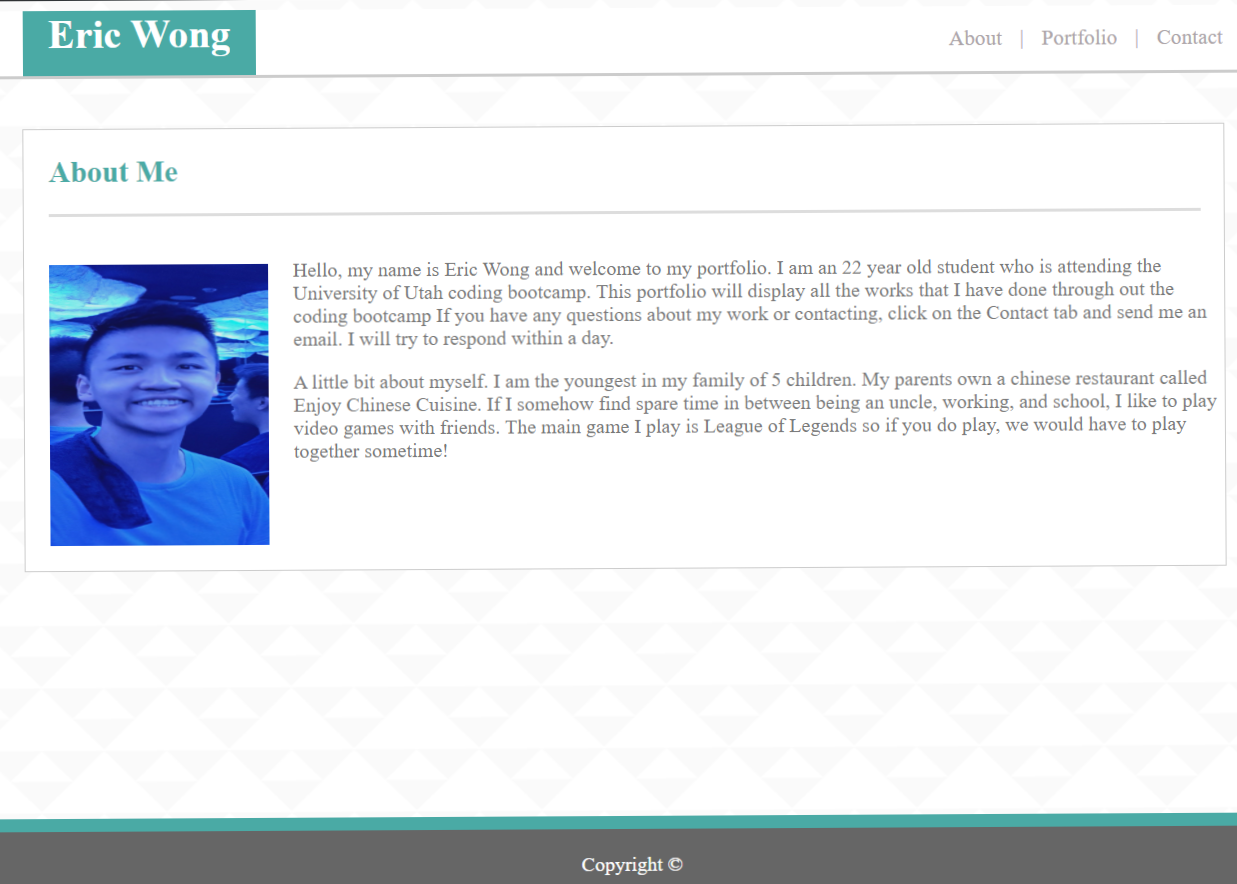 Eric Wong
About | Portfolio | Contact
About Me
Hello, my name is Eric Wong and welcome to my portfolio. I am an 22 year old student who is attending the
University of Utah coding bootcamp. This portfolio will display all the works that I have done through out the
coding bootcamp If you have any questions about my work or contacting, click on the Contact tab and send me an
email. I will try to respond within a day.
A little bit about myself. I am the youngest in my family of 5 children. My parents own a chinese restaurant called
Enjoy Chinese Cuisine. If I somehow find spare time in between being an uncle, working, and school, I like to play
video games with friends. The main game I play is League of Legends so if you do play, we would have to play
together sometime!
Copyright ©